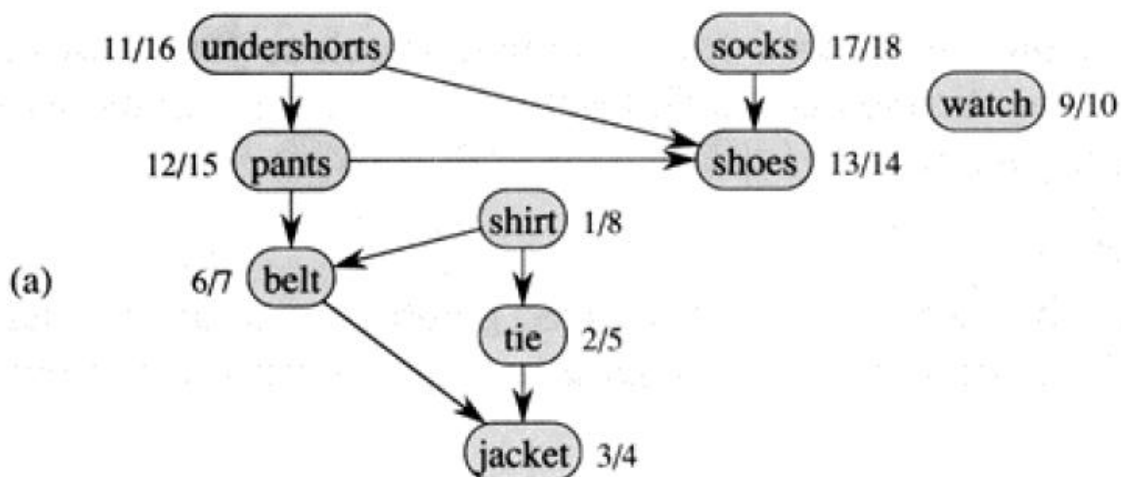 11/16 undershorts socks 17/18
watch 9/10
12/15 pants shoes 13/14
shirt 1/8
(a) 6/7 belt
tie 2/5
jacket 3/4